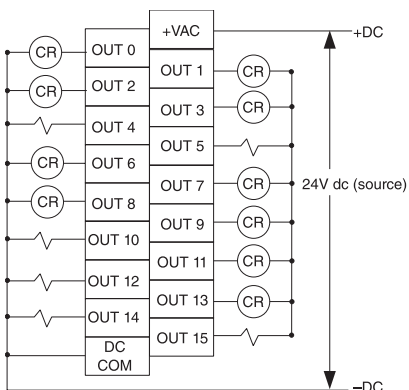 +VAC
+DC
CR
OUT 0
OUT 1
CR
CR
OUT 2
OUT 3
CR
OUT 4
OUT 5
CR
OUT 6
OUT 7
CR
24V dc (source)
CR
OUT 8
OUT 9
CR
OUT 10
OUT 11
CR
OUT 12
OUT 13
CR
OUT 14
OUT 15
DC
COM
–DC